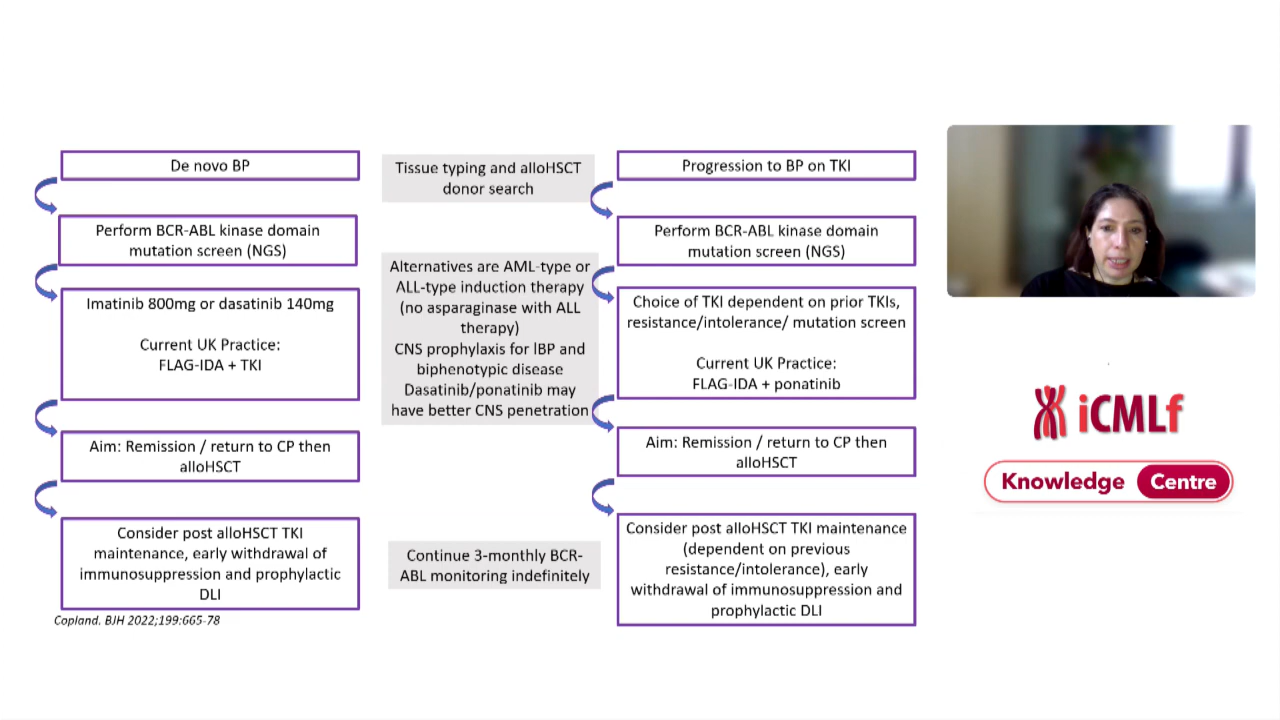 De novo BP
Perform BCR-ABL kinase domain
mutation screen (NGS)
Imatinib 800mg or dasatinib 140mg
Current UK Practice:
FLAG-IDA + TKI
Aim: Remission / return to CP then
alloHSCT
Consider post alloHSCT TKI
maintenance, early withdrawal of
immunosuppression and prophylactic
DLI
Copland. BJH 2022;199:665-78
Tissue typing and alloHSCT
donor search
Alternatives are AML-type or
ALL-type induction therapy
(no asparaginase with ALL
therapy)
CNS prophylaxis for lBP and
biphenotypic disease
Dasatinib/ponatinib may
have better CNS penetration
Continue 3-monthly BCR-
ABL monitoring indefinitely
Progression to BP on TKI
Perform BCR-ABL kinase domain
mutation screen (NGS)
Choice of TKI dependent on prior TKIs,
resistance/intolerance/ mutation screen
Current UK Practice:
FLAG-IDA + ponatinib
Aim: Remission / return to CP then
alloHSCT
Consider post alloHSCT TKI maintenance
(dependent on previous
resistance/intolerance), early
withdrawal of immunosuppression and
prophylactic DLI
iCMLf
Knowledge Centre